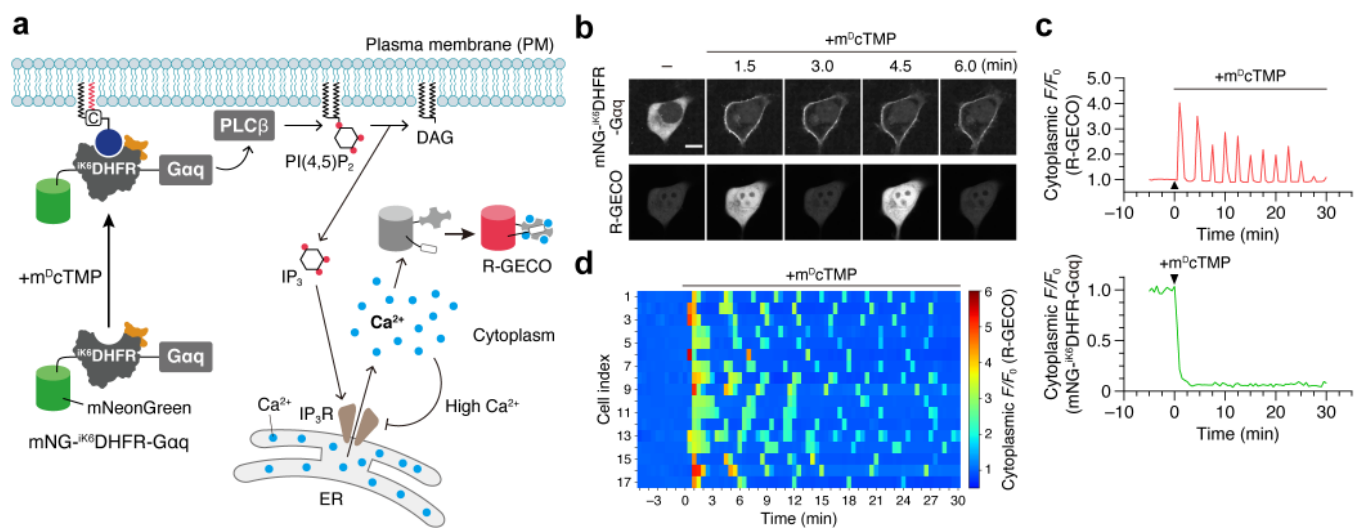 a
Plasma membrane (PM)
C
PLCβ
DAG
PI(4,5)P2
iK6DHFR
Gαq
+mDcTMP
IP3
R-GECO
Ca2+
Cytoplasm
iK6DHFR
Gαq
mNeonGreen
mNG-iK6DHFR-Gαq
Ca2+
IP3R
High Ca2+
ER
b
+mDcTMP
–
1.5
3.0
4.5
6.0 (min)
mNG-iK6DHFR
-Gαq
R-GECO
c
+mDcTMP
Cytoplasmic F/F0
(R-GECO)
5.0
4.0
3.0
2.0
1.0
−10
0
10
20
30
Time (min)
+mDcTMP
Cytoplasmic F/F0
(mNG-iK6DHFR-Gαq)
1.0
0.5
0
−10
0
10
20
30
Time (min)
d
+mDcTMP
Cell index
1
3
5
7
9
11
13
15
17
−3
0
3
6
9
12
15
18
21
24
27
30
Time (min)
6
5
4
3
2
1
Cytoplasmic F/F0 (R-GECO)